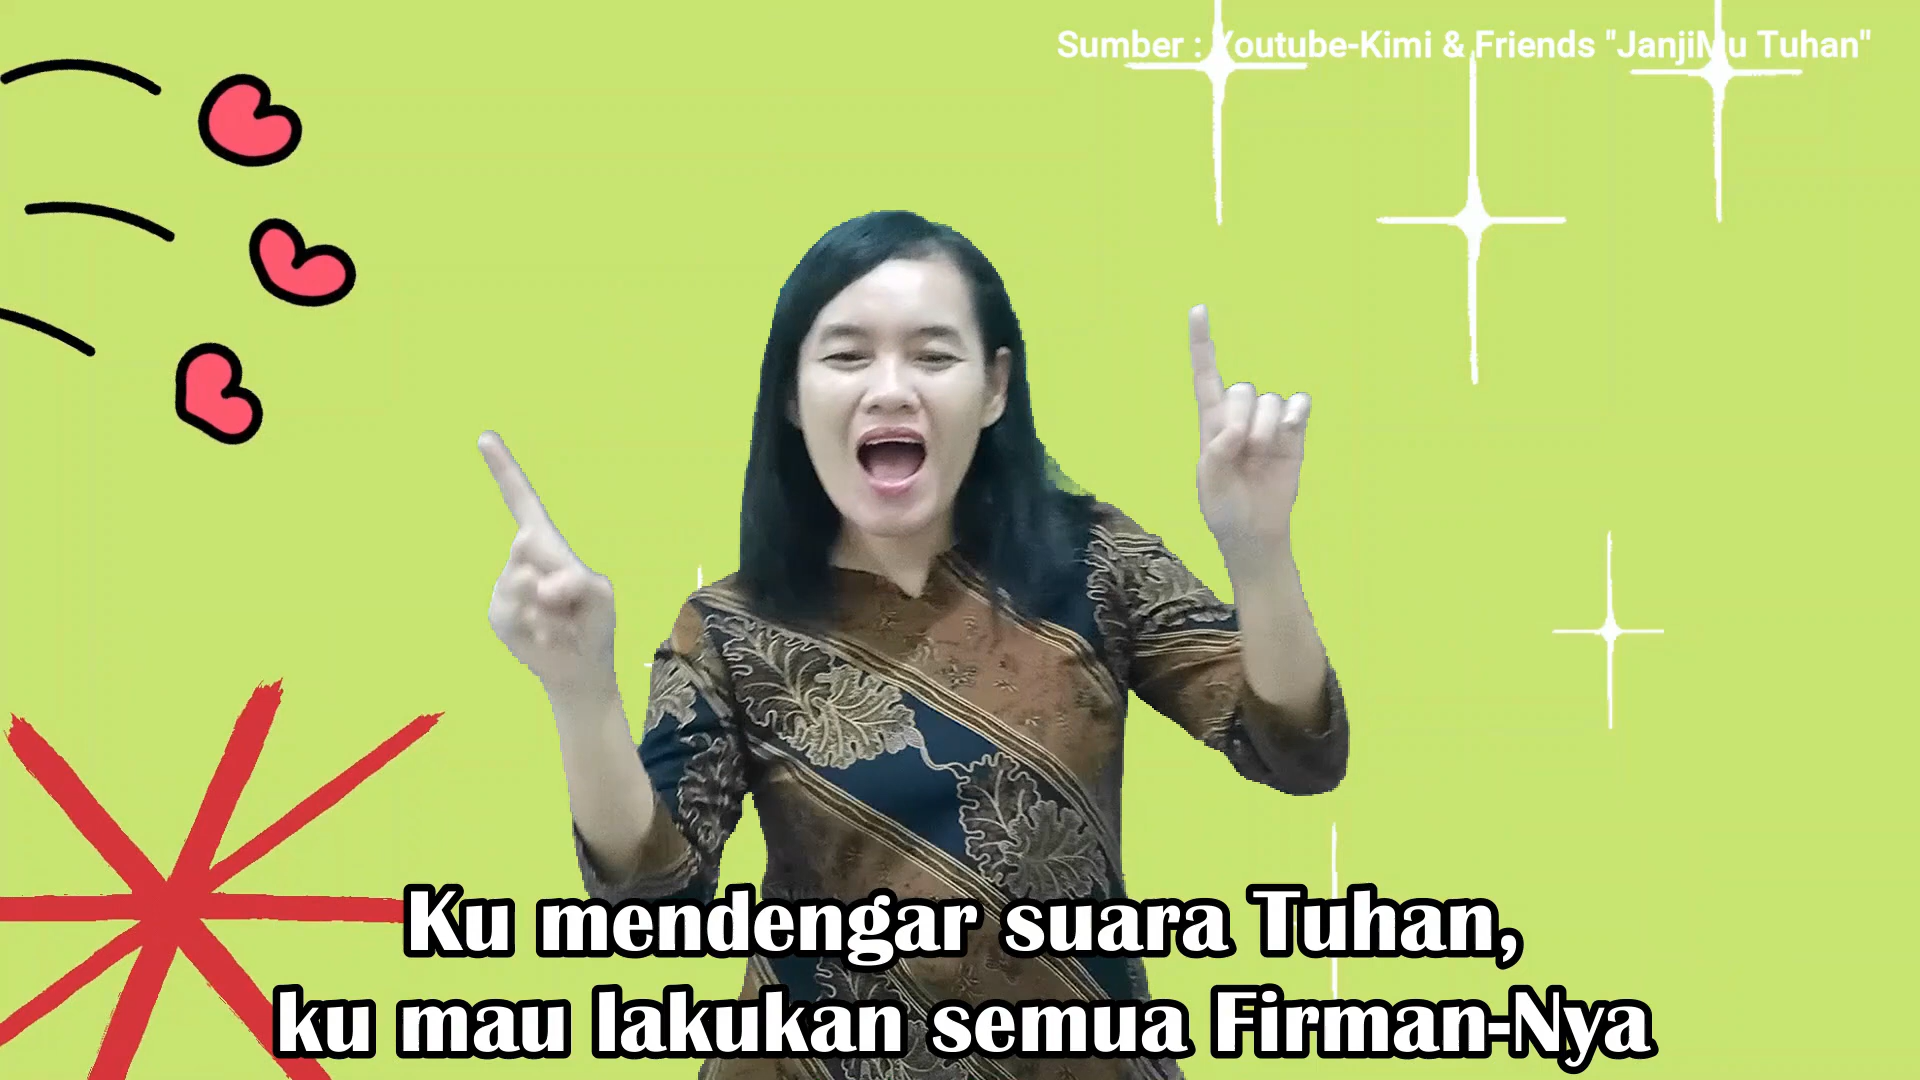 Sumber : Youtube-Kimi & Friends "JanjiMu Tuhan"
Ku mendengar suara Tuhan,
ku mau lakukan semua Firman-Nya